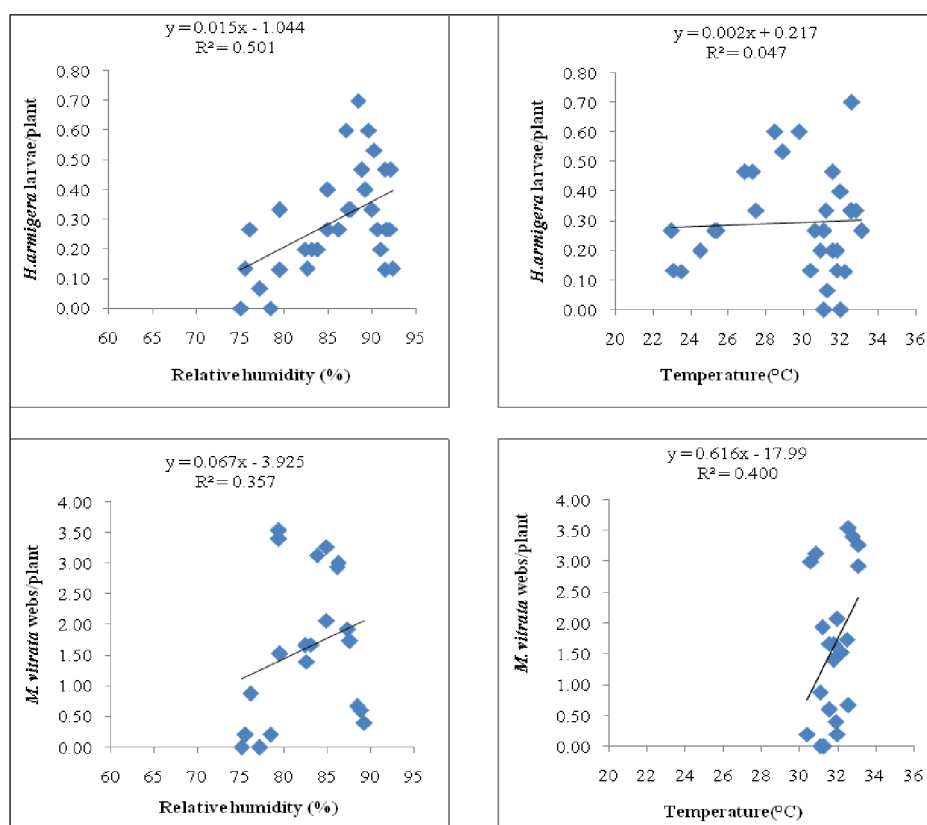 y = 0.015x - 1.044
R² = 0.501
0.80
0.70
0.60
0.50
0.40
0.30
0.20
0.10
0.00
60 65 70 75 80 85 90 95
H.armigera larvae/plant
Relative humidity (%)
y = 0.002x + 0.217
R² = 0.047
0.80
0.70
0.60
0.50
0.40
0.30
0.20
0.10
0.00
20 22 24 26 28 30 32 34 36
H.armigera larvae/plant
Temperature(°C)
y = 0.067x - 3.925
R² = 0.357
4.00
3.50
3.00
2.50
2.00
1.50
1.00
0.50
0.00
60 65 70 75 80 85 90 95
M. vitrata webs/plant
Relative humidity (%)
y = 0.616x - 17.99
R² = 0.400
4.00
3.50
3.00
2.50
2.00
1.50
1.00
0.50
0.00
20 22 24 26 28 30 32 34 36
M. vitrata webs/plant
Temperature(°C)